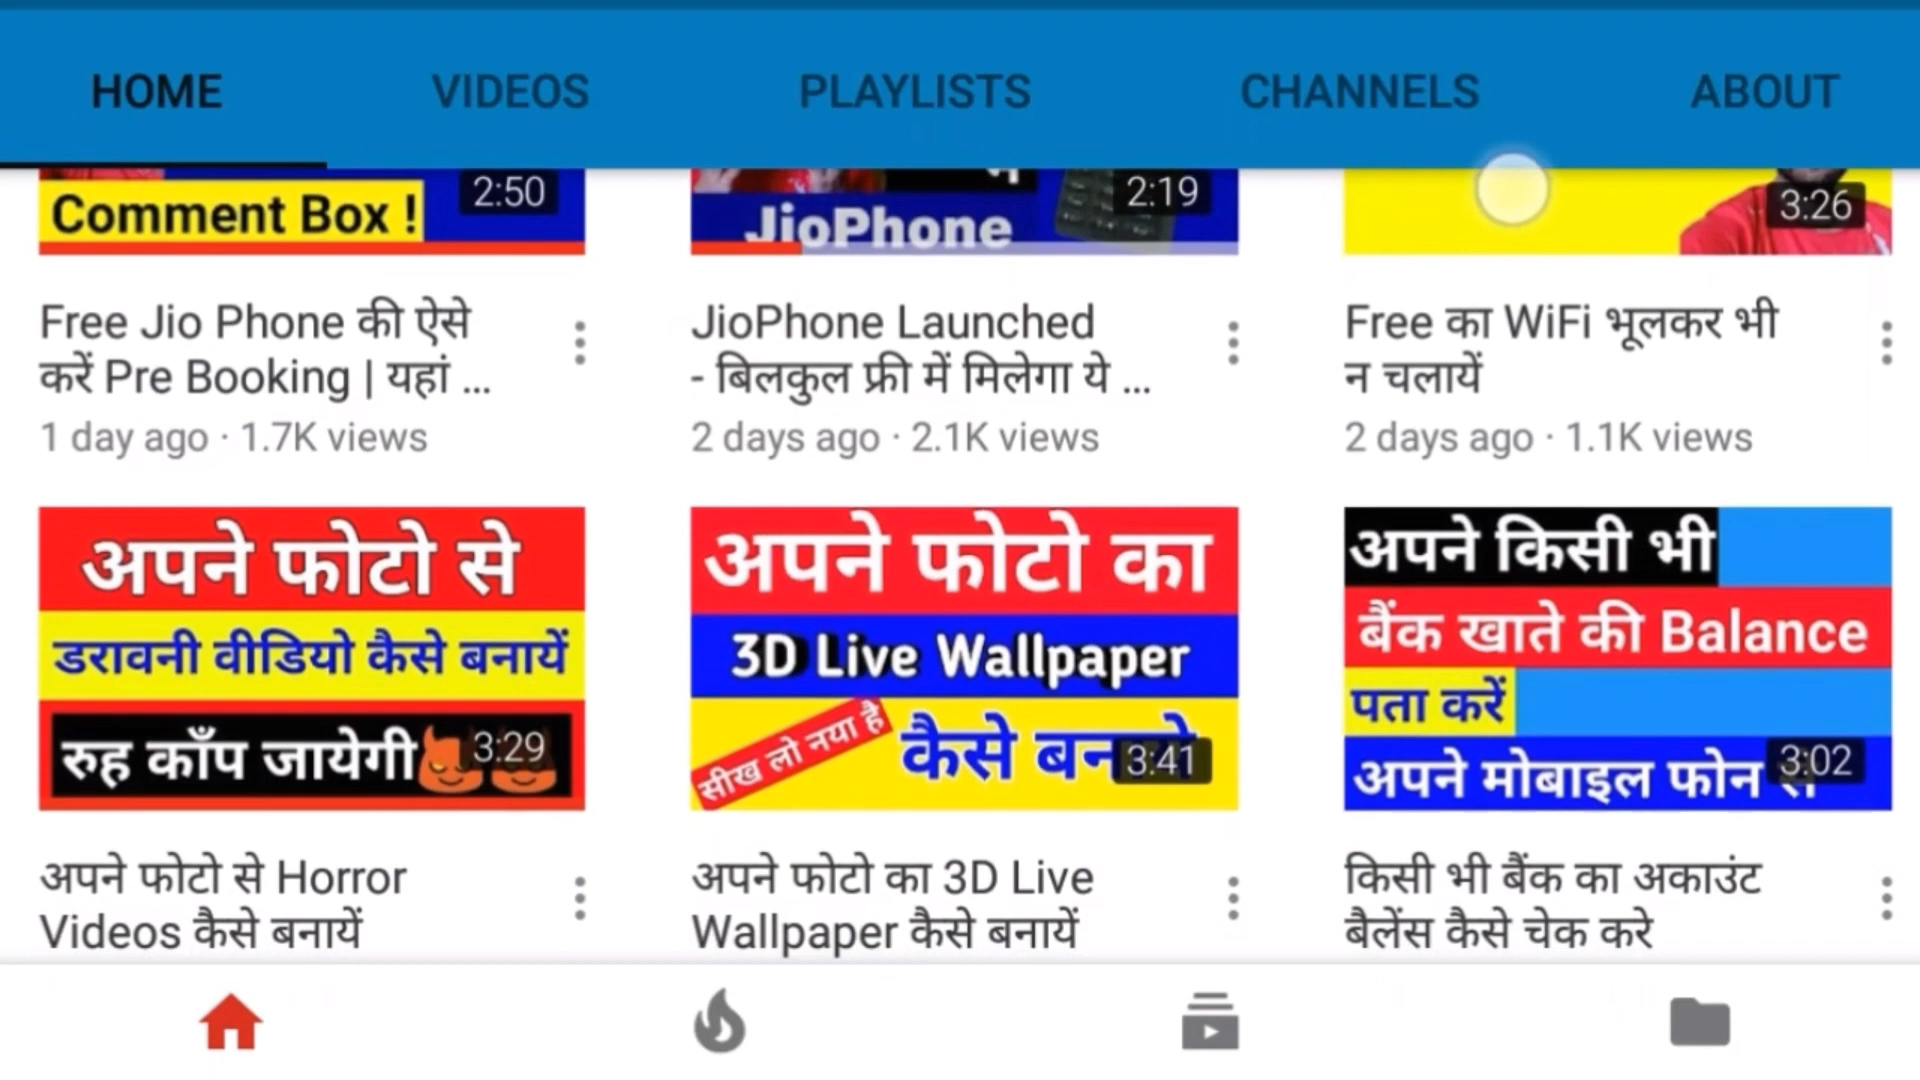 HOME VIDEOS PLAYLISTS CHANNELS ABOUT
Comment Box !
2:50
JioPhone
2:19
3:26
Free Jio Phone की ऐसे
करें Pre Booking | यहां ...
1 day ago · 1.7K views
JioPhone Launched
- बिलकुल फ्री में मिलेगा ये ...
2 days ago · 2.1K views
Free का WiFi भूलकर भी
न चलायें
2 days ago · 1.1K views
अपने फोटो से
डरावनी वीडियो कैसे बनायें
रुह काँप जायेगी
3:29
अपने फोटो का
3D Live Wallpaper
सीख लो नया है
कैसे
3:41
अपने किसी भी
बैंक खाते की Balance
पता करें
अपने मोबाइल फोन
3:02
अपने फोटो से Horror
Videos कैसे बनायें
अपने फोटो का 3D Live
Wallpaper कैसे बनायें
किसी भी बैंक का अकाउंट
बैलेंस कैसे चेक करे